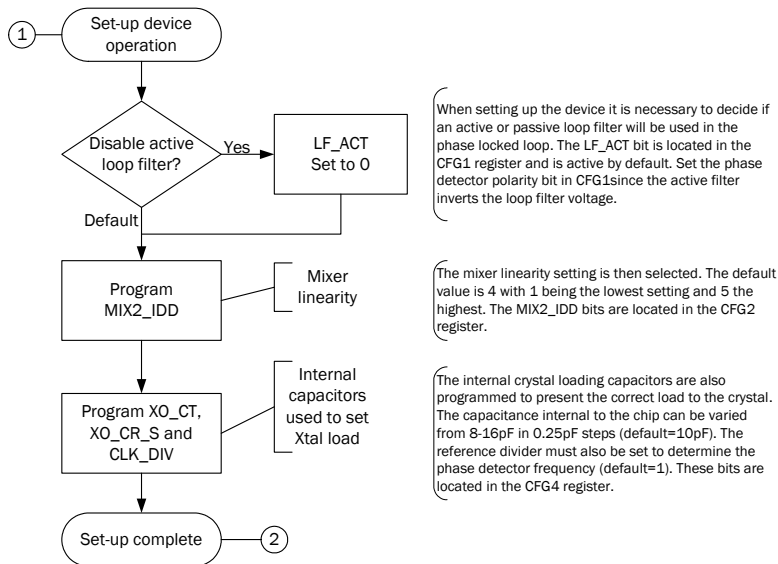 1
Set-up device
operation
Disable active
loop filter?
Yes
LF_ACT
Set to 0
When setting up the device it is necessary to decide if
an active or passive loop filter will be used in the
phase locked loop. The LF_ACT bit is located in the
CFG1 register and is active by default. Set the phase
detector polarity bit in CFG1since the active filter
inverts the loop filter voltage.
Default
Program
MIX2_IDD
Mixer
linearity
The mixer linearity setting is then selected. The default
value is 4 with 1 being the lowest setting and 5 the
highest. The MIX2_IDD bits are located in the CFG2
register.
Program XO_CT,
XO_CR_S and
CLK_DIV
Internal
capacitors
used to set
Xtal load
The internal crystal loading capacitors are also
programmed to present the correct load to the crystal.
The capacitance internal to the chip can be varied
from 8-16pF in 0.25pF steps (default=10pF). The
reference divider must also be set to determine the
phase detector frequency (default=1). These bits are
located in the CFG4 register.
Set-up complete
2